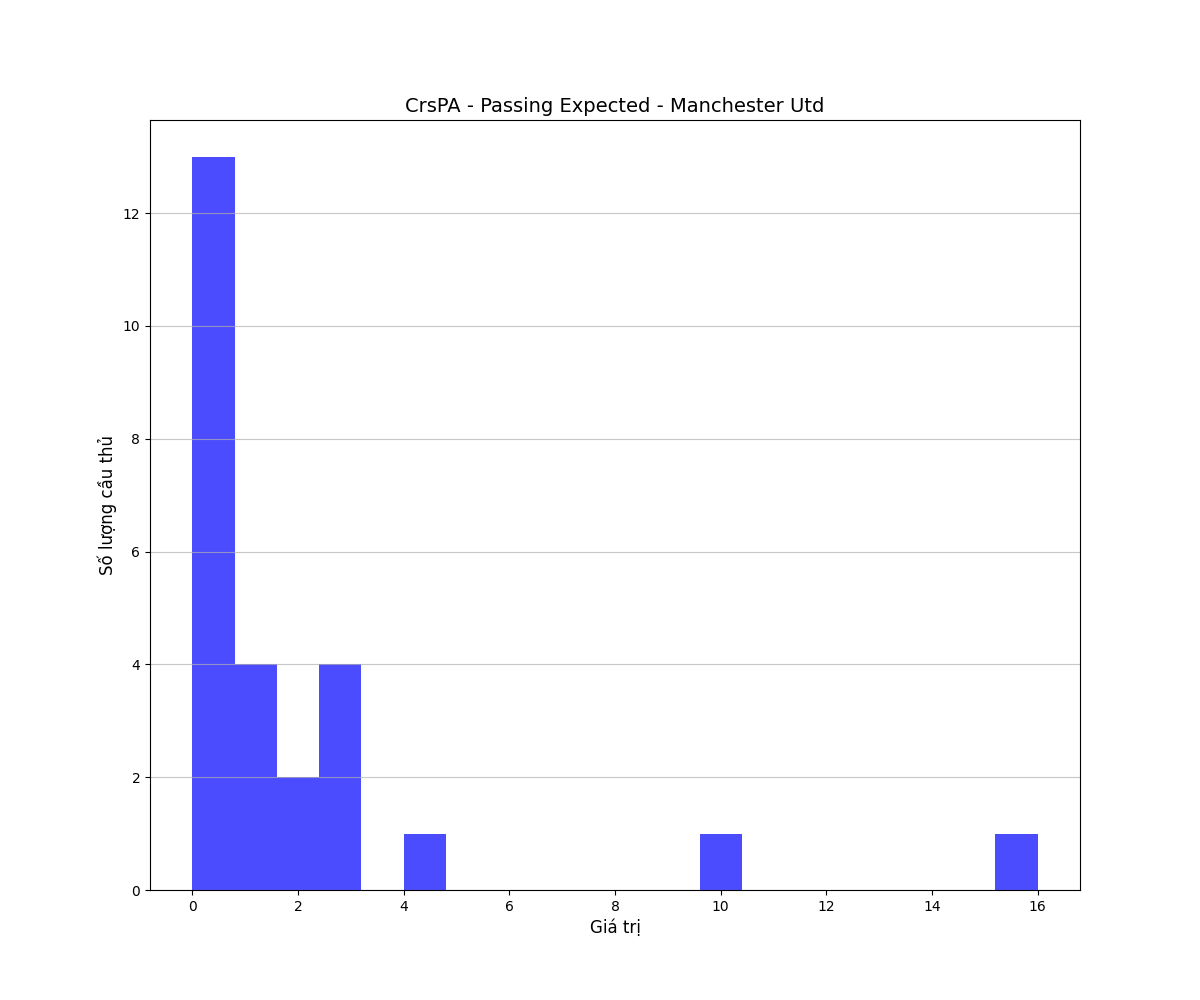 CrsPA - Passing Expected - Manchester Utd
12
10
8
6
4
2
0
Số lượng cầu thủ
0 2 4 6 8 10 12 14 16
Giá trị